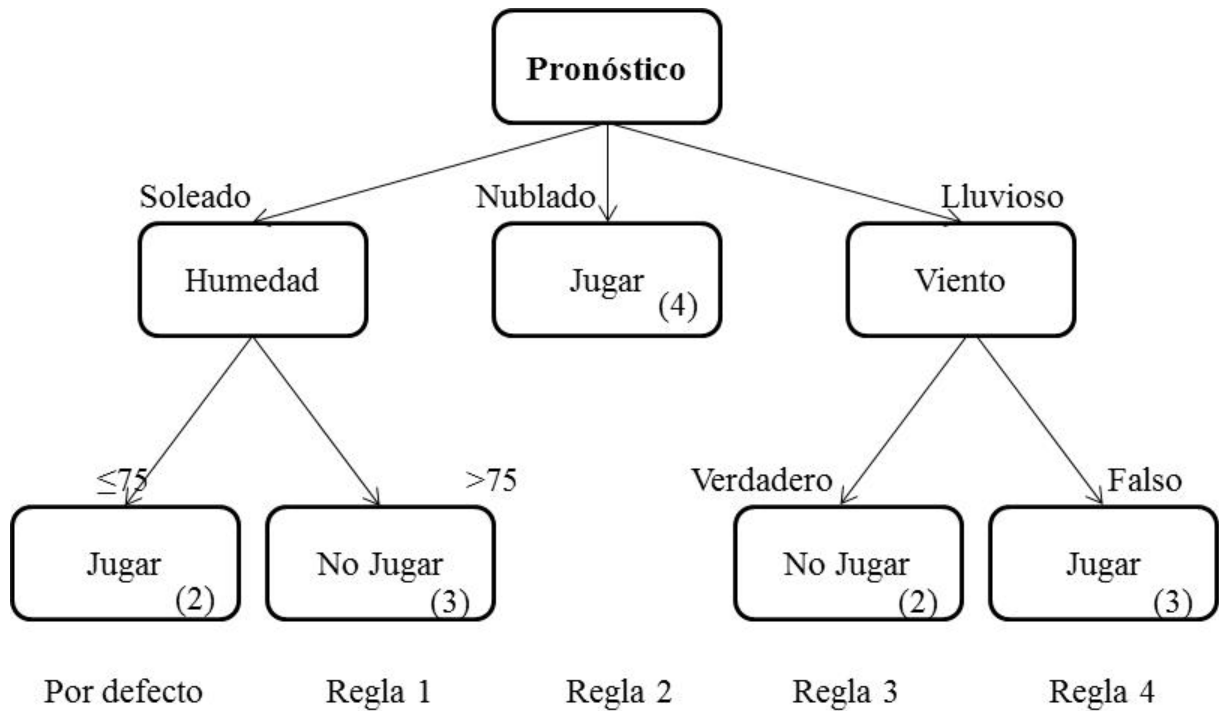 Pronóstico
Soleado
Nublado
Lluvioso
Humedad
Jugar
(4)
Viento
≤75
>75
Verdadero
Falso
Jugar
(2)
No Jugar
(3)
No Jugar
(2)
Jugar
(3)
Por defecto
Regla 1
Regla 2
Regla 3
Regla 4